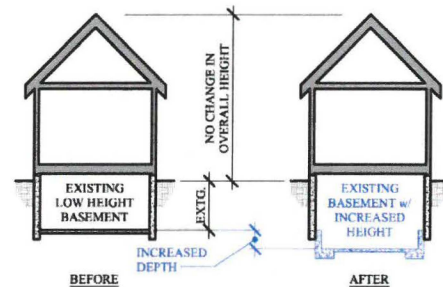 NO CHANGE IN
OVERALL HEIGHT
EXISTING
LOW HEIGHT
BASEMENT
EXTG.
EXISTING
BASEMENT w/
INCREASED
HEIGHT
INCREASED
DEPTH
BEFORE
AFTER